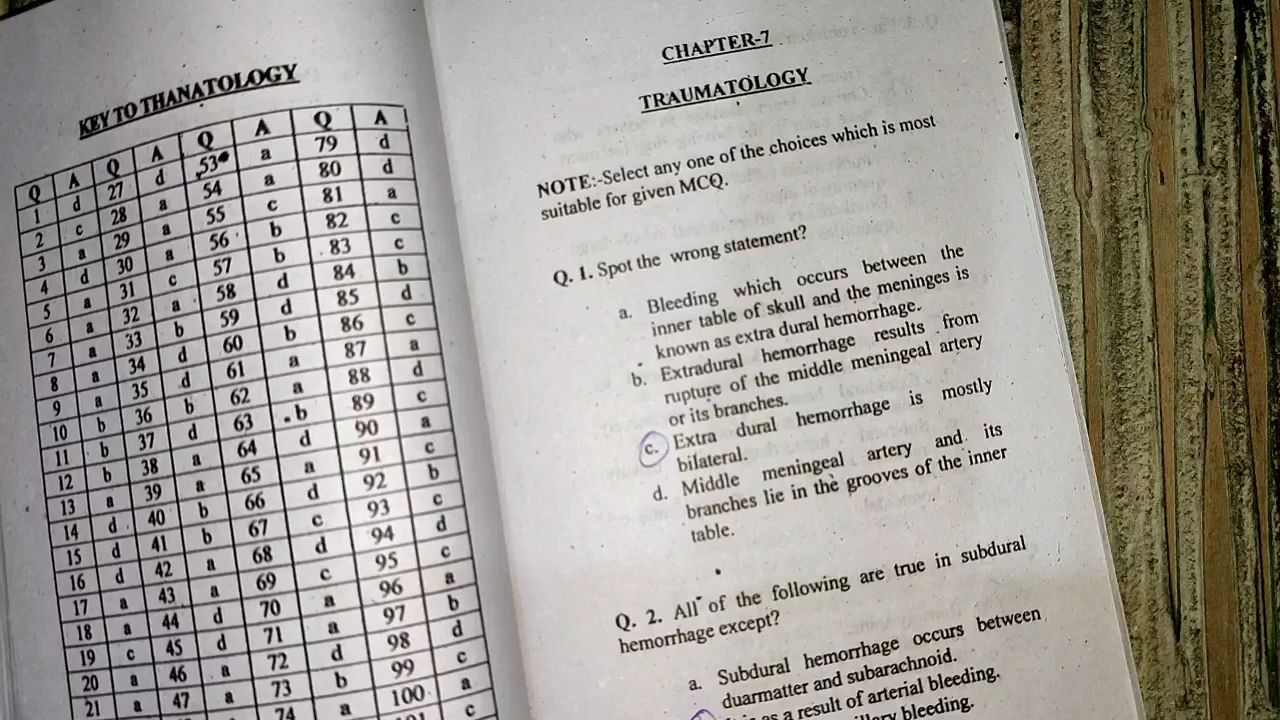 KEY TO THANATOLOGY
Q A Q A Q A Q A
1 d 27 d 53 a 79 d
2 c 28 a 54 a 80 d
3 a 29 a 55 c 81 a
4 d 30 a 56 b 82 c
5 a 31 c 57 b 83 c
6 a 32 a 58 d 84 b
7 a 33 b 59 d 85 d
8 a 34 d 60 b 86 c
9 a 35 d 61 a 87 a
10 b 36 b 62 a 88 d
11 b 37 d 63 b 89 c
12 b 38 a 64 d 90 a
13 a 39 a 65 a 91 c
14 d 40 b 66 d 92 b
15 d 41 b 67 c 93 c
16 d 42 a 68 d 94 d
17 a 43 a 69 c 95 c
18 a 44 d 70 a 96 a
19 c 45 d 71 a 97 b
20 a 46 a 72 d 98 d
21 a 47 a 73 b 99 c
74 a 100 a
c
CHAPTER-7
TRAUMATOLOGY
NOTE:-Select any one of the choices which is most
suitable for given MCQ.
Q. 1. Spot the wrong statement?
a. Bleeding which occurs between the
inner table of skull and the meninges is
known as extra dural hemorrhage.
b. Extradural hemorrhage results from
rupture of the middle meningeal artery
or its branches.
c. Extra dural hemorrhage is mostly
bilateral.
d. Middle meningeal artery and its
branches lie in the grooves of the inner
table.
Q. 2. All of the following are true in subdural
hemorrhage except?
a. Subdural hemorrhage occurs between
duarmatter and subarachnoid.
as a result of arterial bleeding.
bleeding.